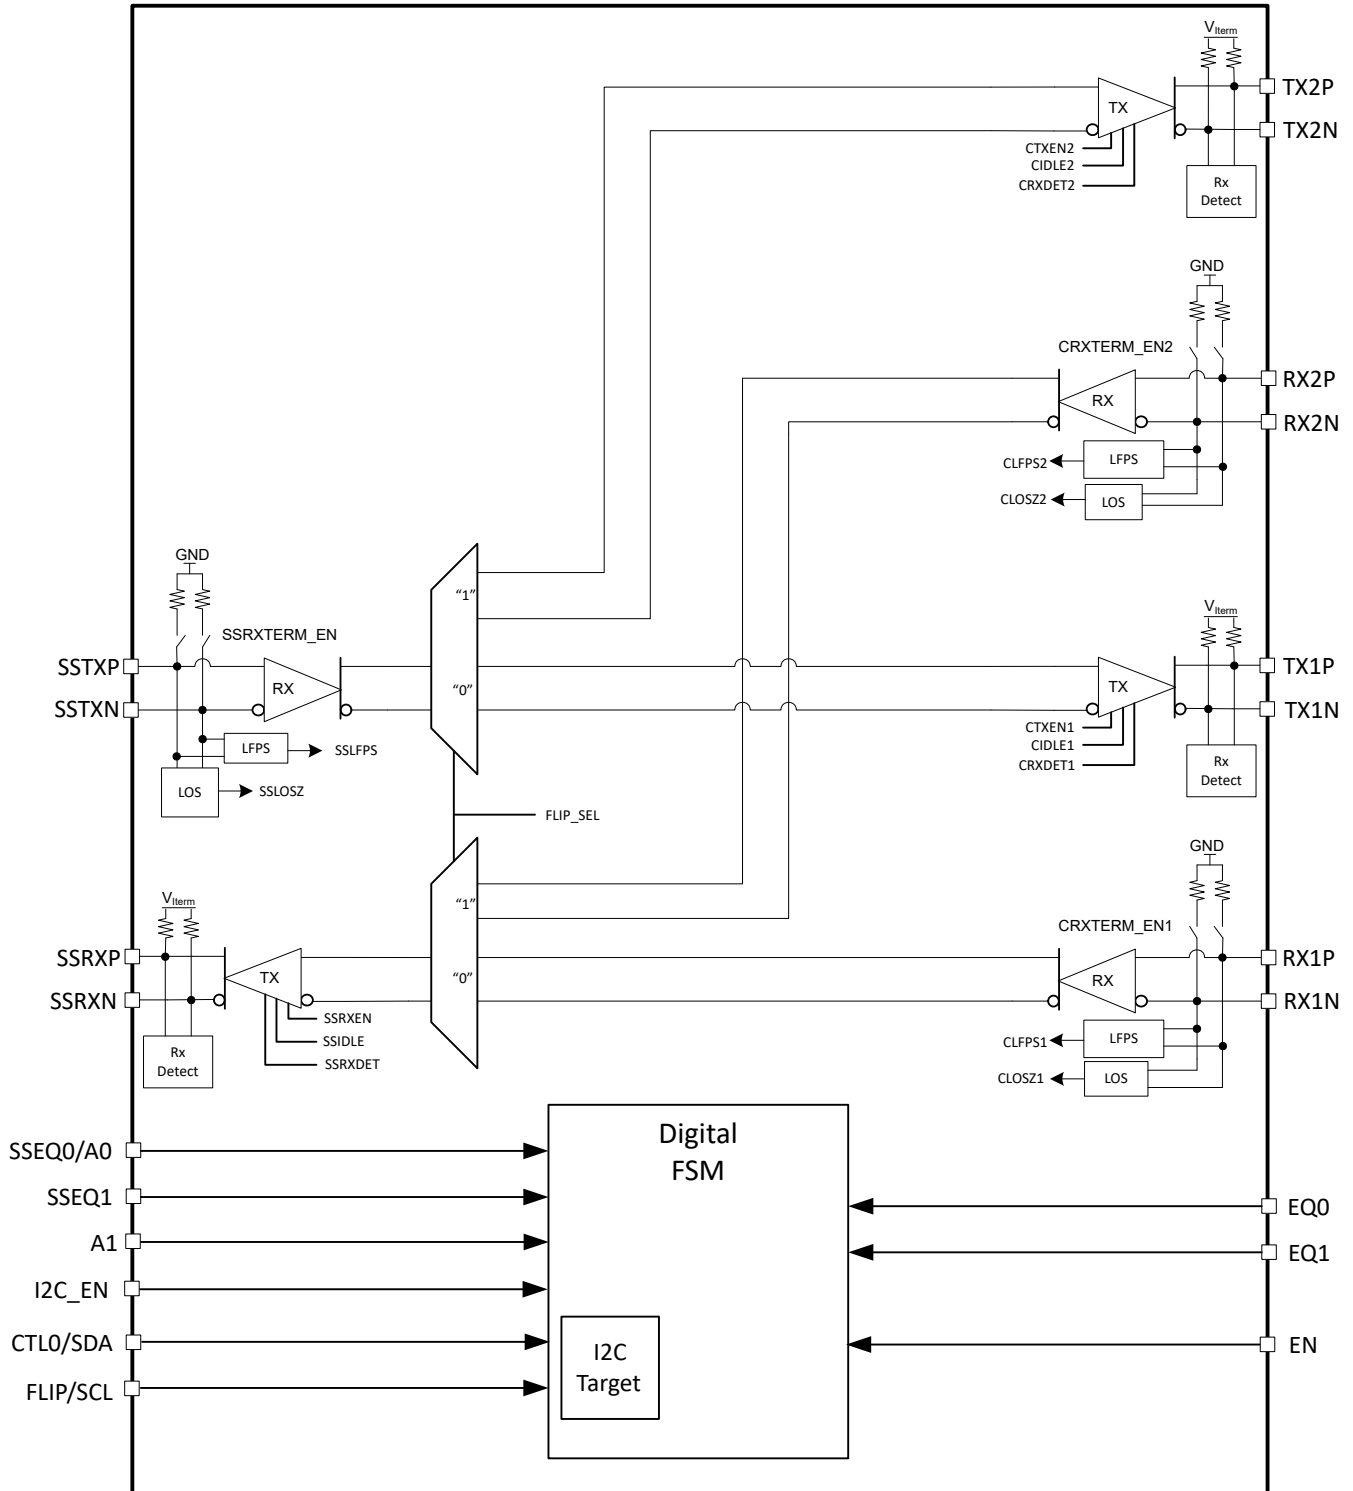 VIterm
TX2P
TX
TX2N
CTXEN2
CIDLE2
CRXDET2
Rx
Detect
GND
CRXTERM_EN2
RX2P
RX
RX2N
CLFPS2
LFPS
CLOSZ2
LOS
GND
"1"
VIterm
SSRXTERM_EN
SSTXP
TX1P
RX
"0"
TX
SSTXN
TX1N
CTXEN1
LFPS
SSLFPS
CIDLE1
CRXDET1
Rx
Detect
LOS
SSLOSZ
FLIP_SEL
GND
VIterm
"1"
CRXTERM_EN1
SSRXP
RX1P
TX
"0"
RX
SSRXN
RX1N
SSRXEN
SSIDLE
CLFPS1
LFPS
Rx
Detect
SSRXDET
CLOSZ1
LOS
Digital
FSM
SSEQ0/A0
SSEQ1
EQ0
A1
EQ1
I2C_EN
CTL0/SDA
EN
I2C
Target
FLIP/SCL